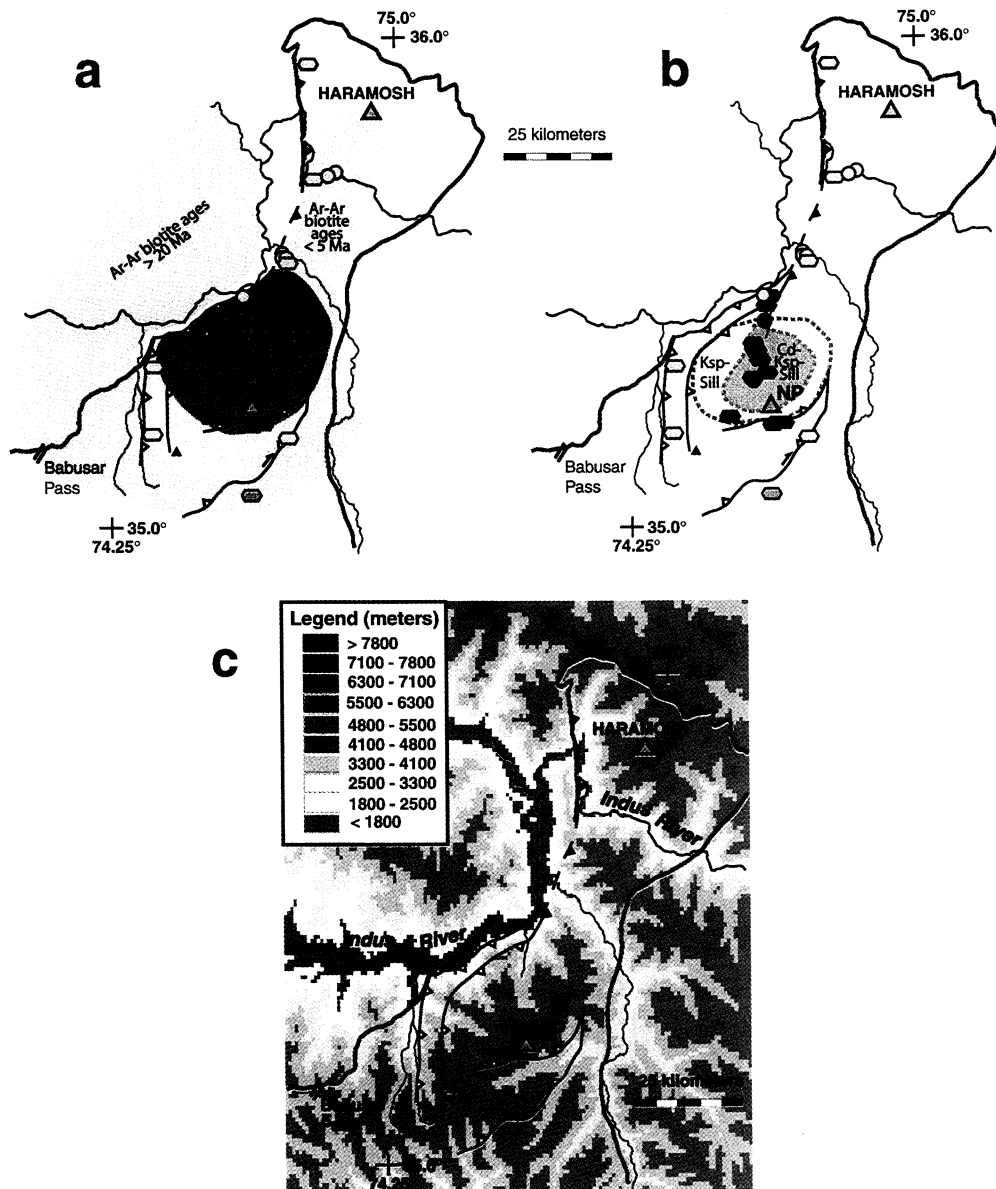 a
75.0°
36.0°
HARAMOSH
25 kilometers
Ar-Ar biotite ages
> 20 Ma
Ar-Ar
biotite
ages
< 5 Ma
Babusar
Pass
35.0°
74.25°
b
75.0°
36.0°
HARAMOSH
Ksp-
Sill
Cd-
Ksp-
Sill
NP
Babusar
Pass
35.0°
74.25°
c
Legend (meters)
> 7800
7100 - 7800
6300 - 7100
5500 - 6300
4800 - 5500
4100 - 4800
3300 - 4100
2500 - 3300
1800 - 2500
< 1800
Indus River
Indus River
kilometers